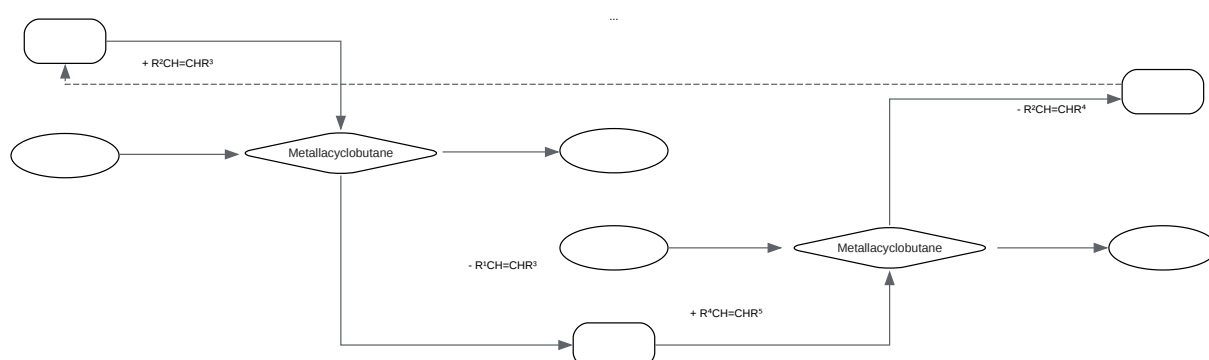 ...
+ R²CH=CHR³
- R²CH=CHR⁴
Metallacyclobutane
Metallacyclobutane
- R¹CH=CHR³
+ R⁴CH=CHR⁵